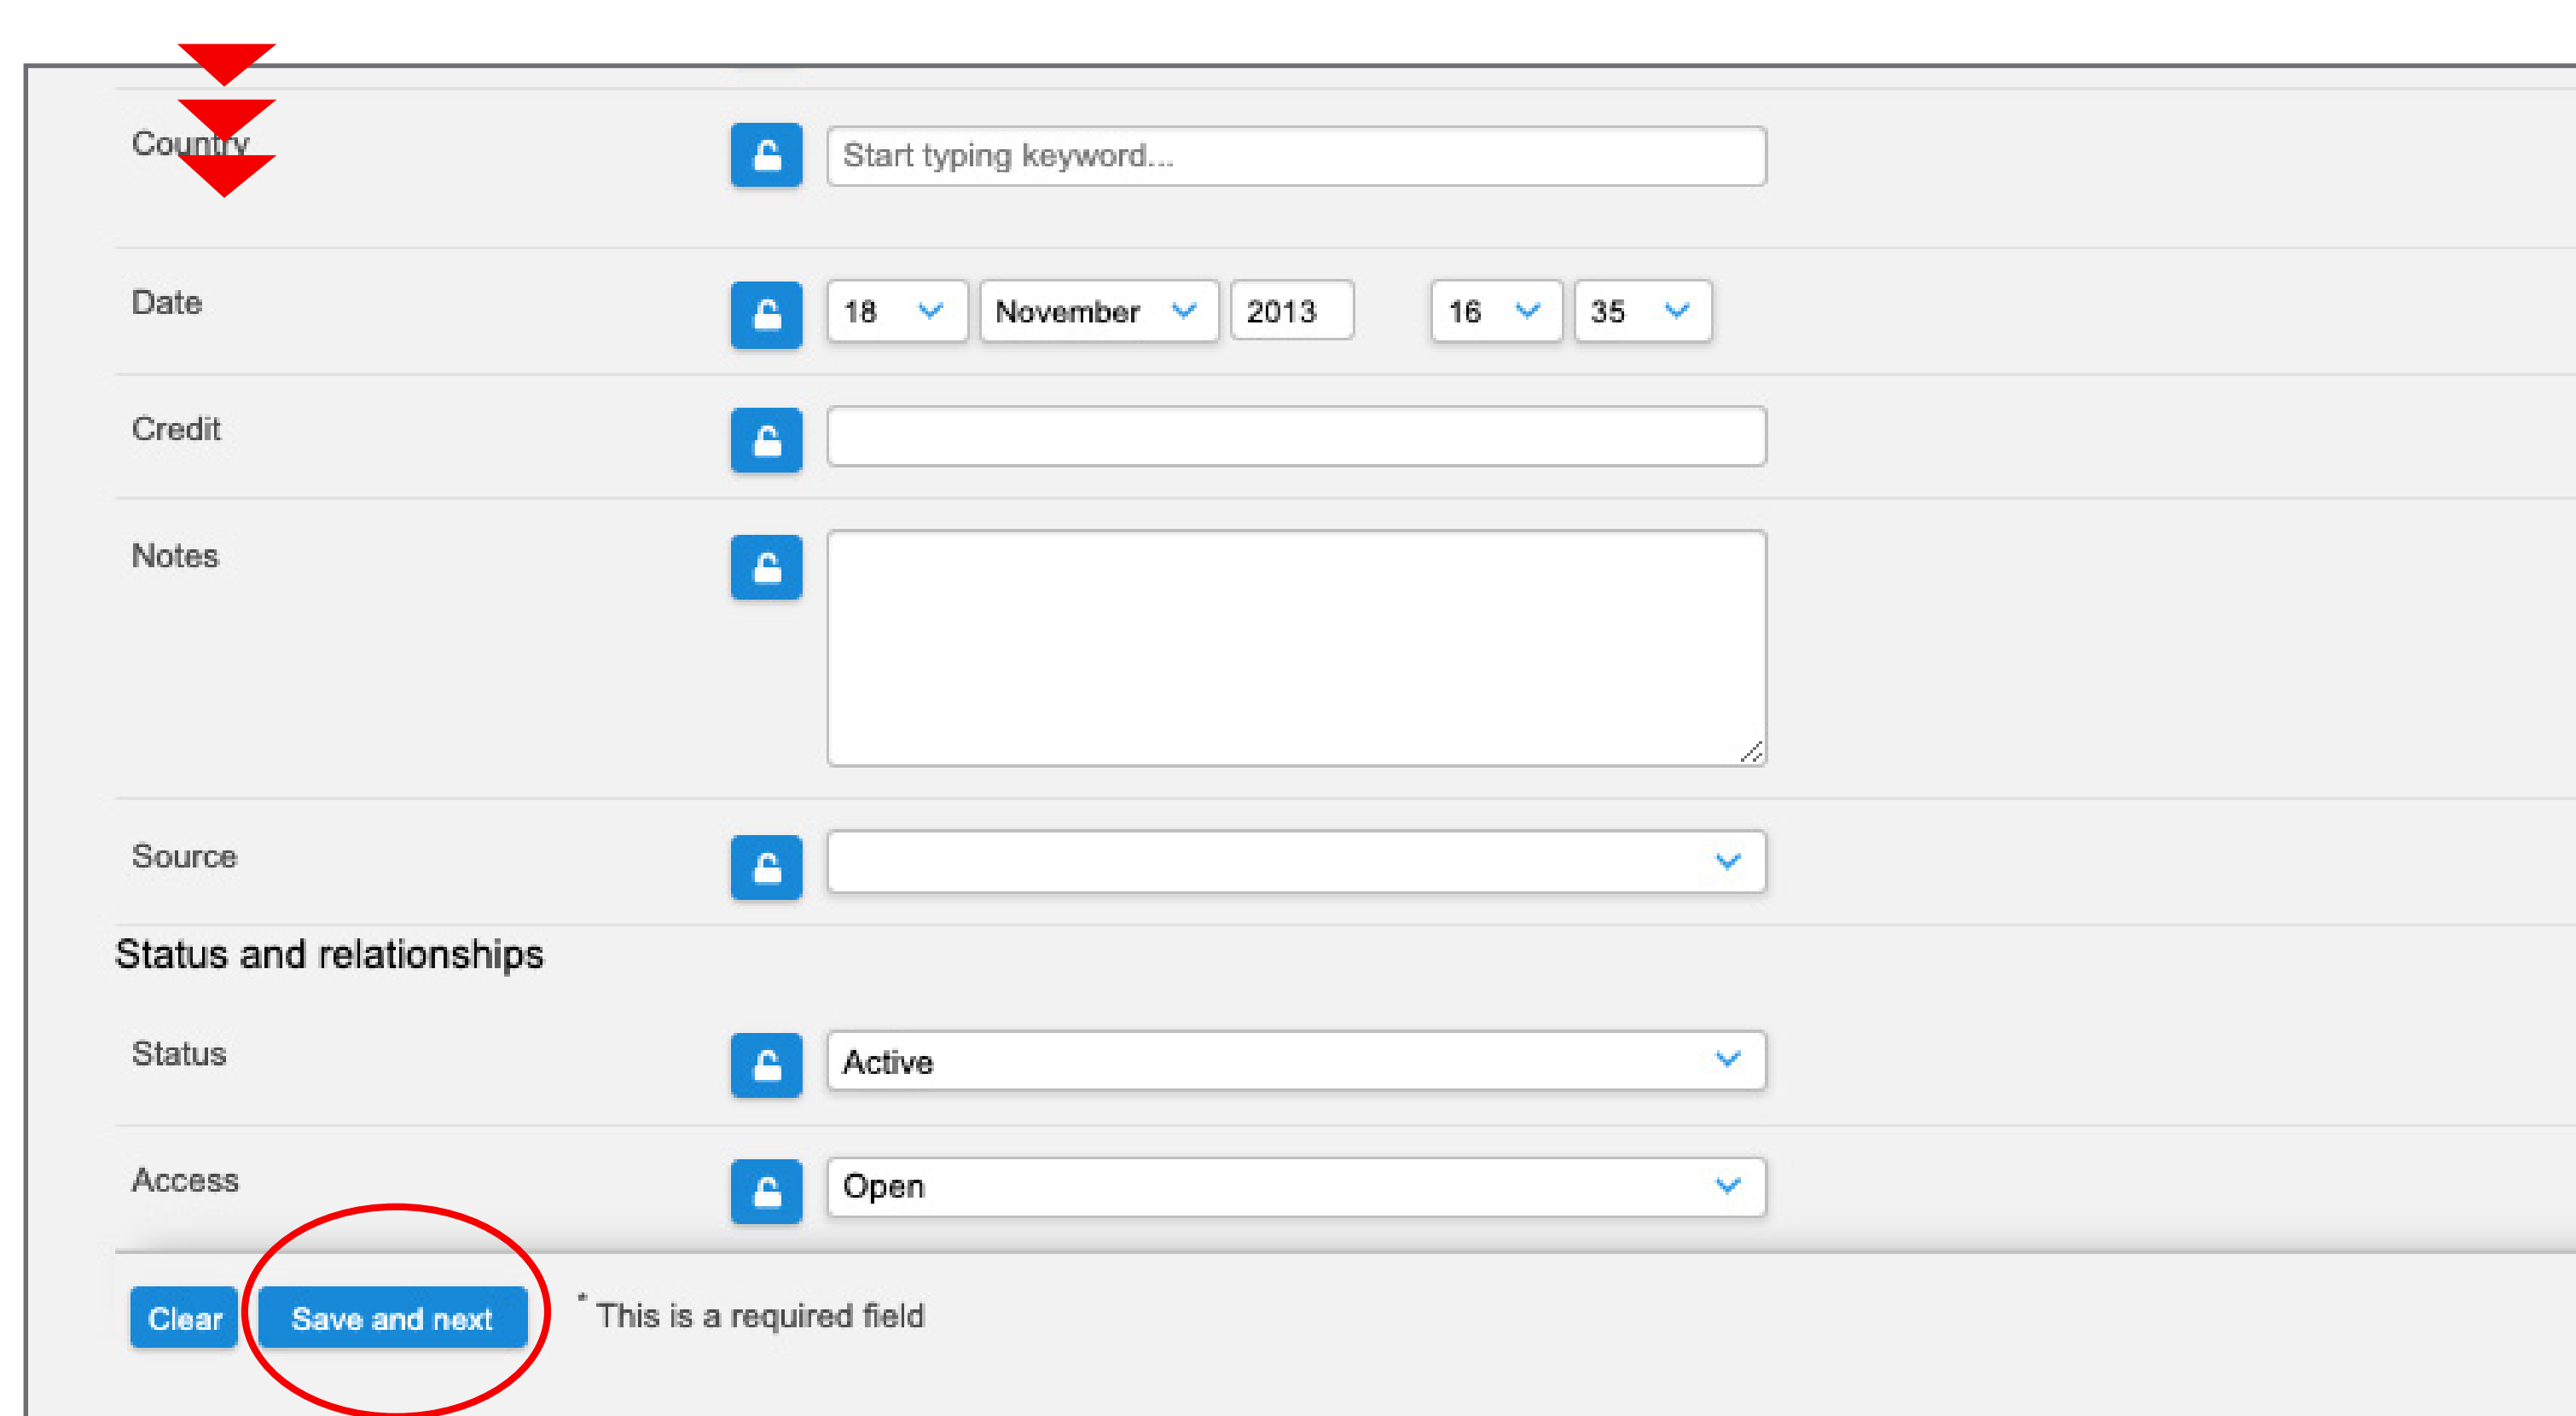 Country Start typing keyword...
Date 18 November 2013 16 35
Credit
Notes
Source
Status and relationships
Status Active
Access Open
Clear Save and next * This is a required field